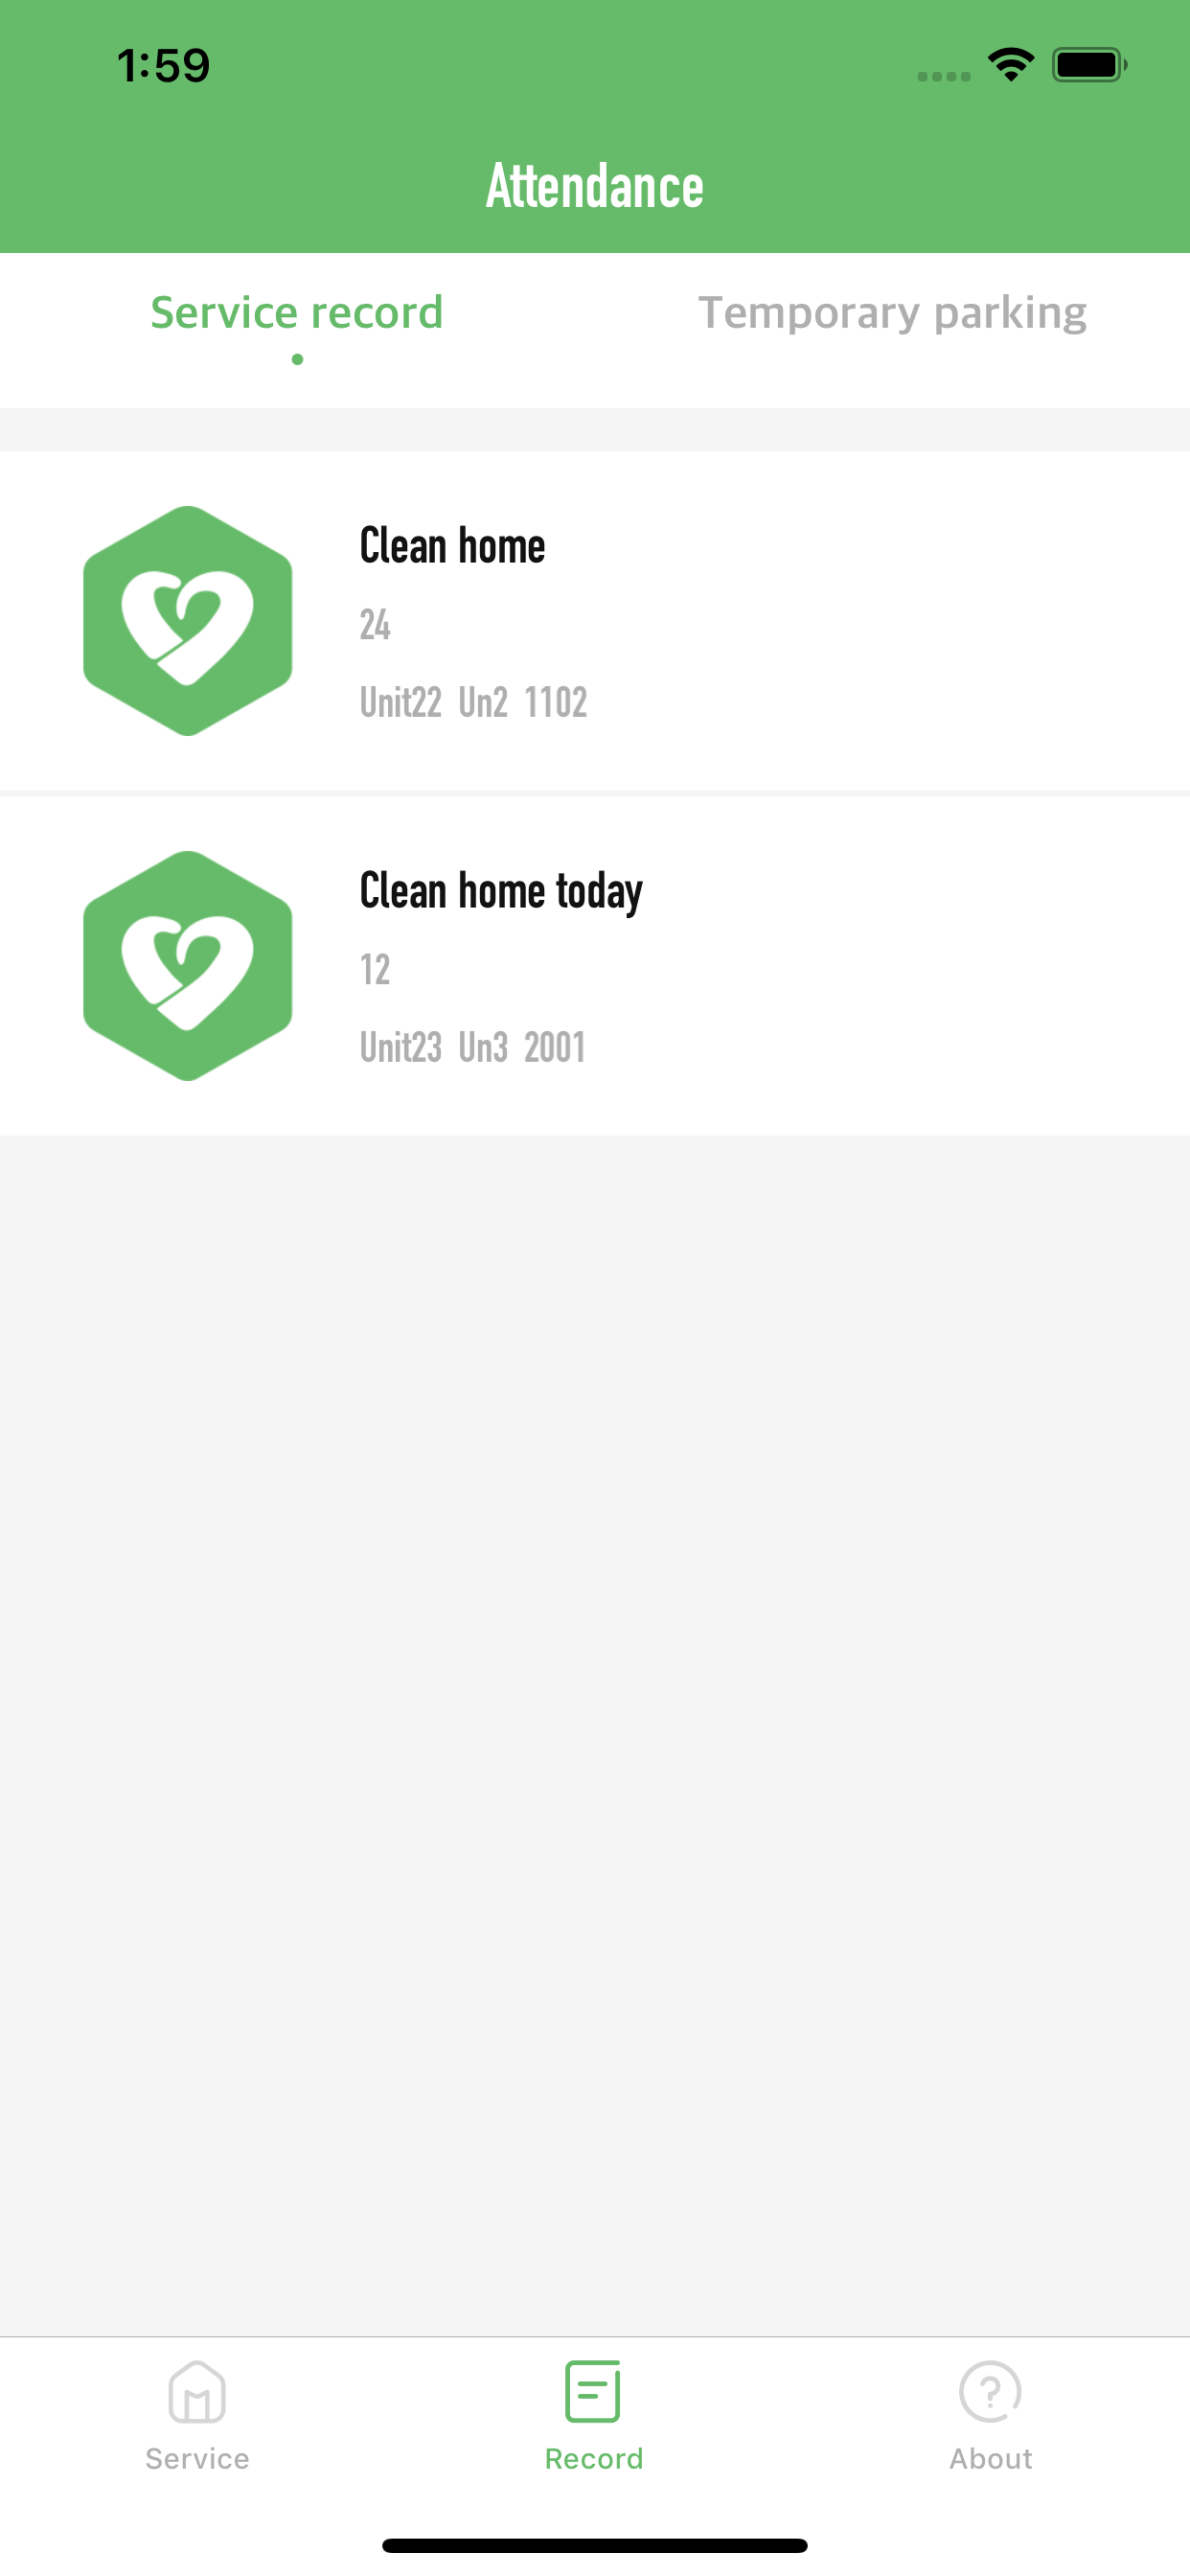 1:59
Attendance
Service record
Temporary parking
Clean home
24
Unit22 Un2 1102
Clean home today
12
Unit23 Un3 2001
Service
Record
About